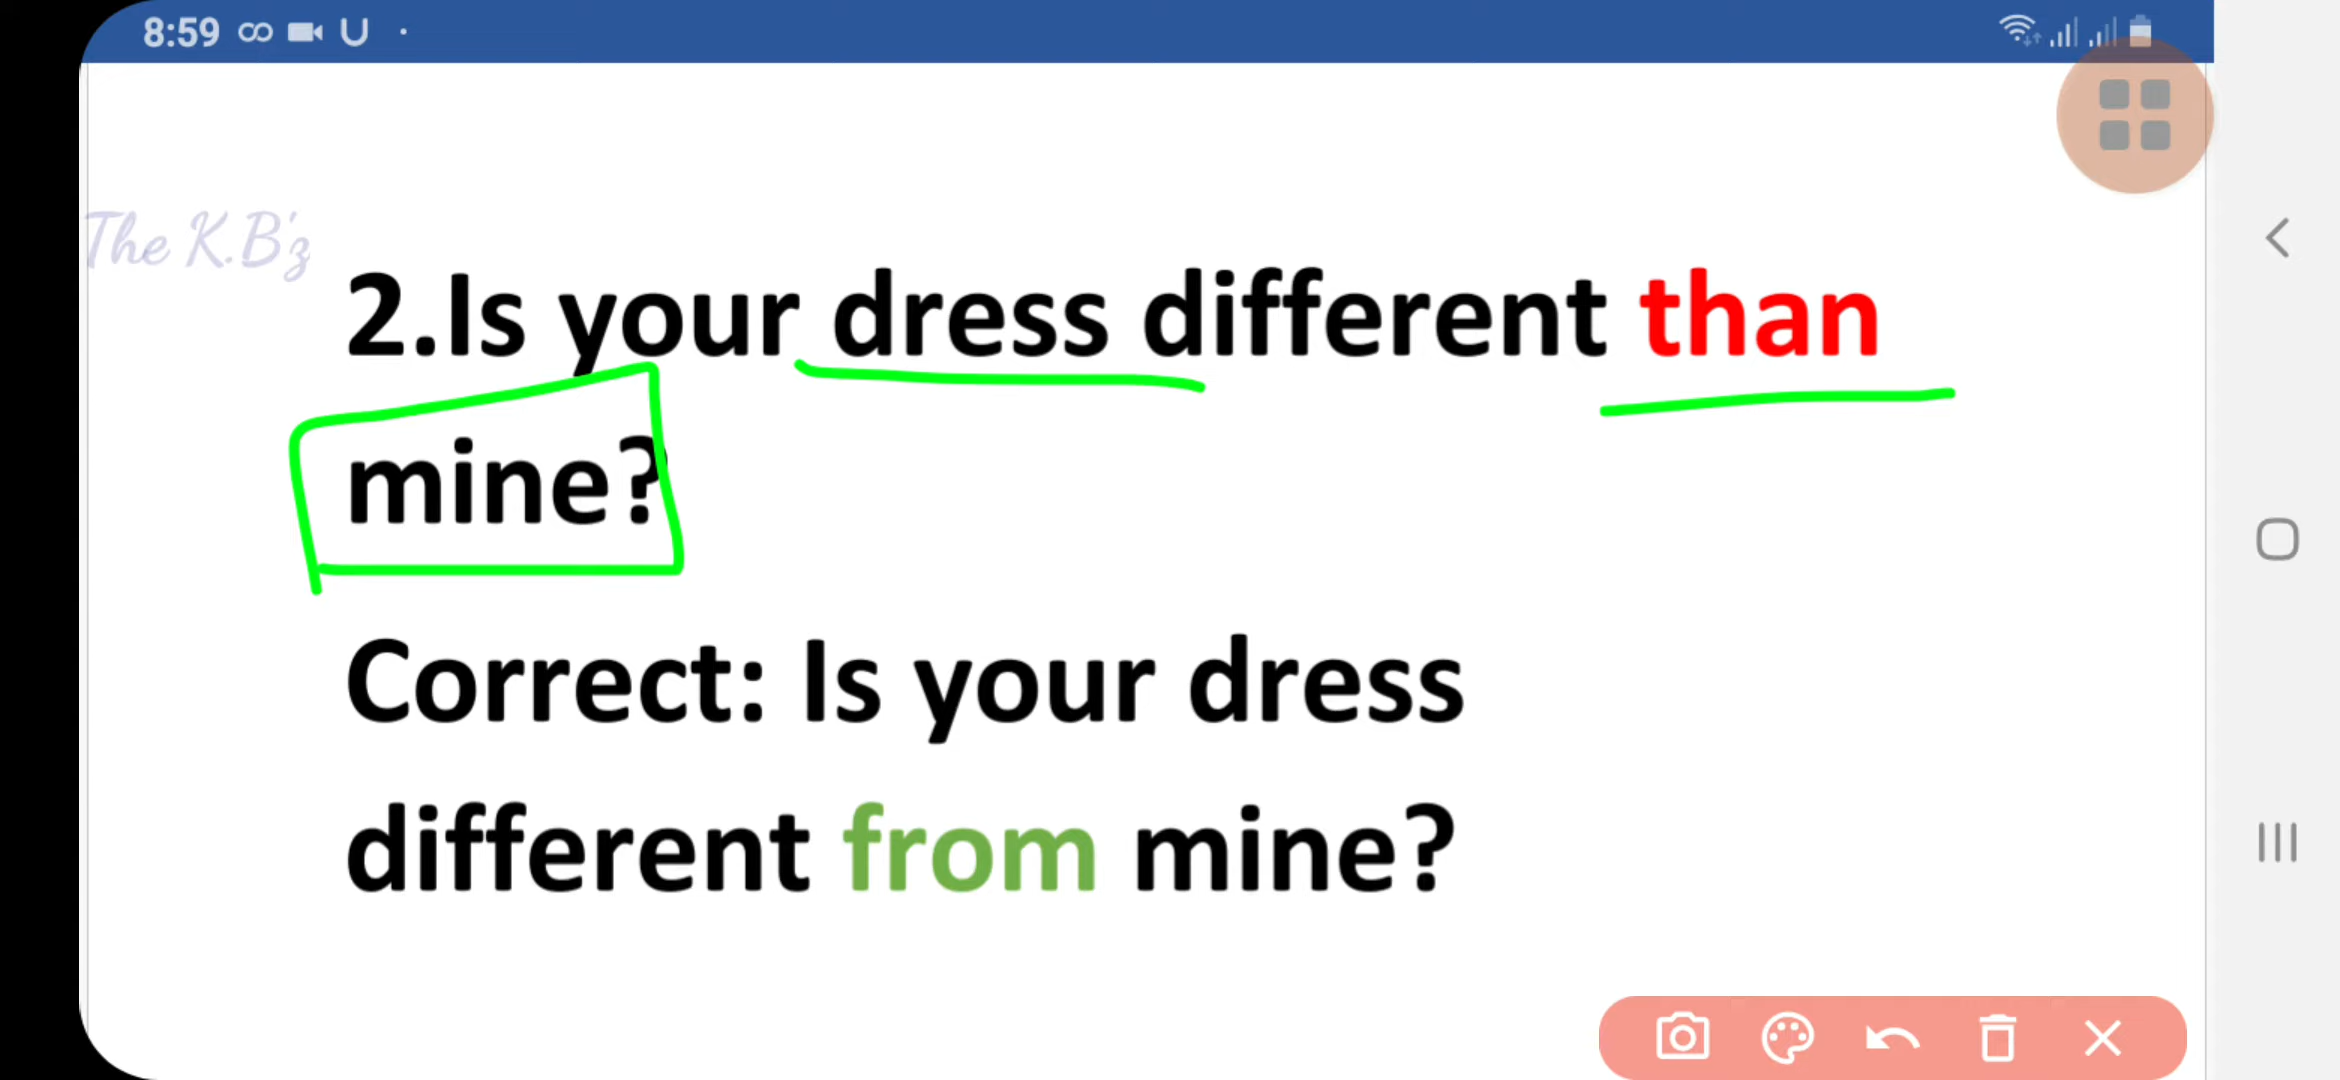 8:59
The K.B'z
2.Is your dress different than
mine?
Correct: Is your dress
different from mine?